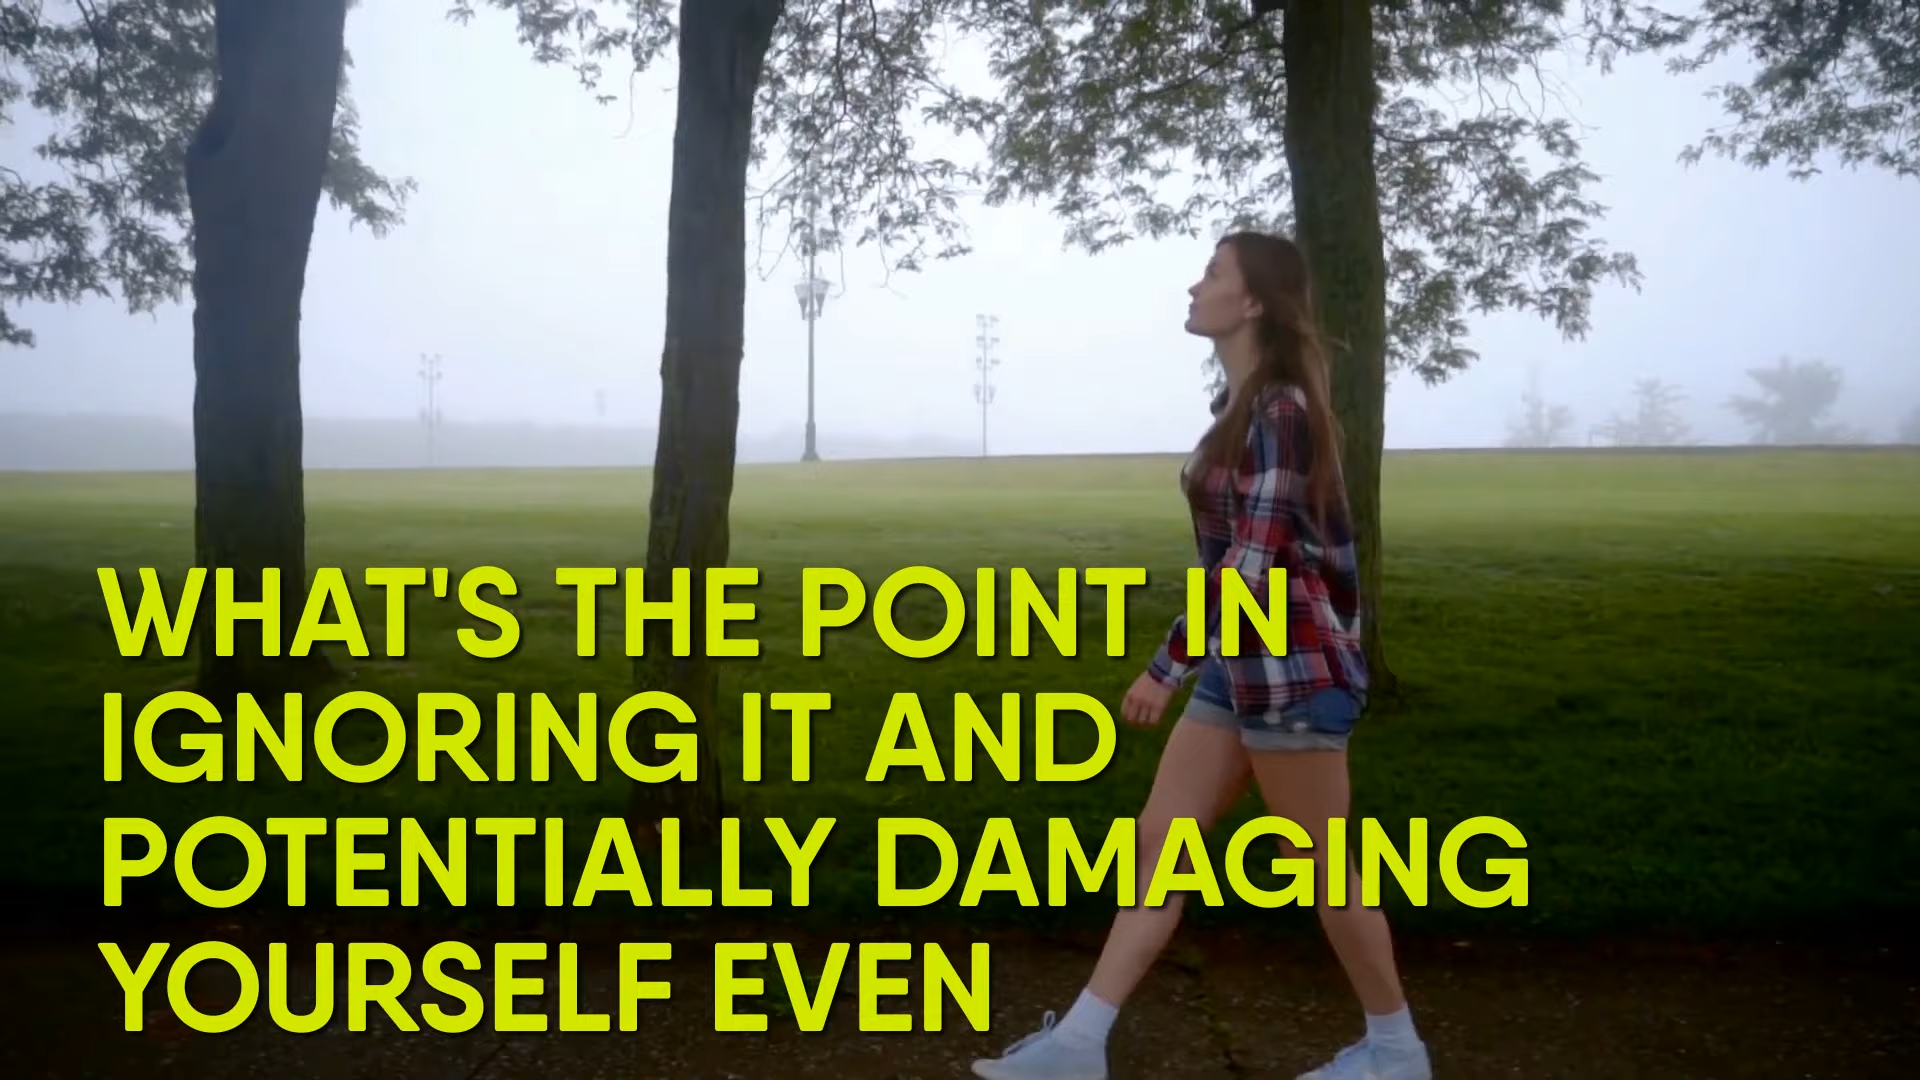 WHAT'S THE POINT IN
IGNORING IT AND
POTENTIALLY DAMAGING
YOURSELF EVEN